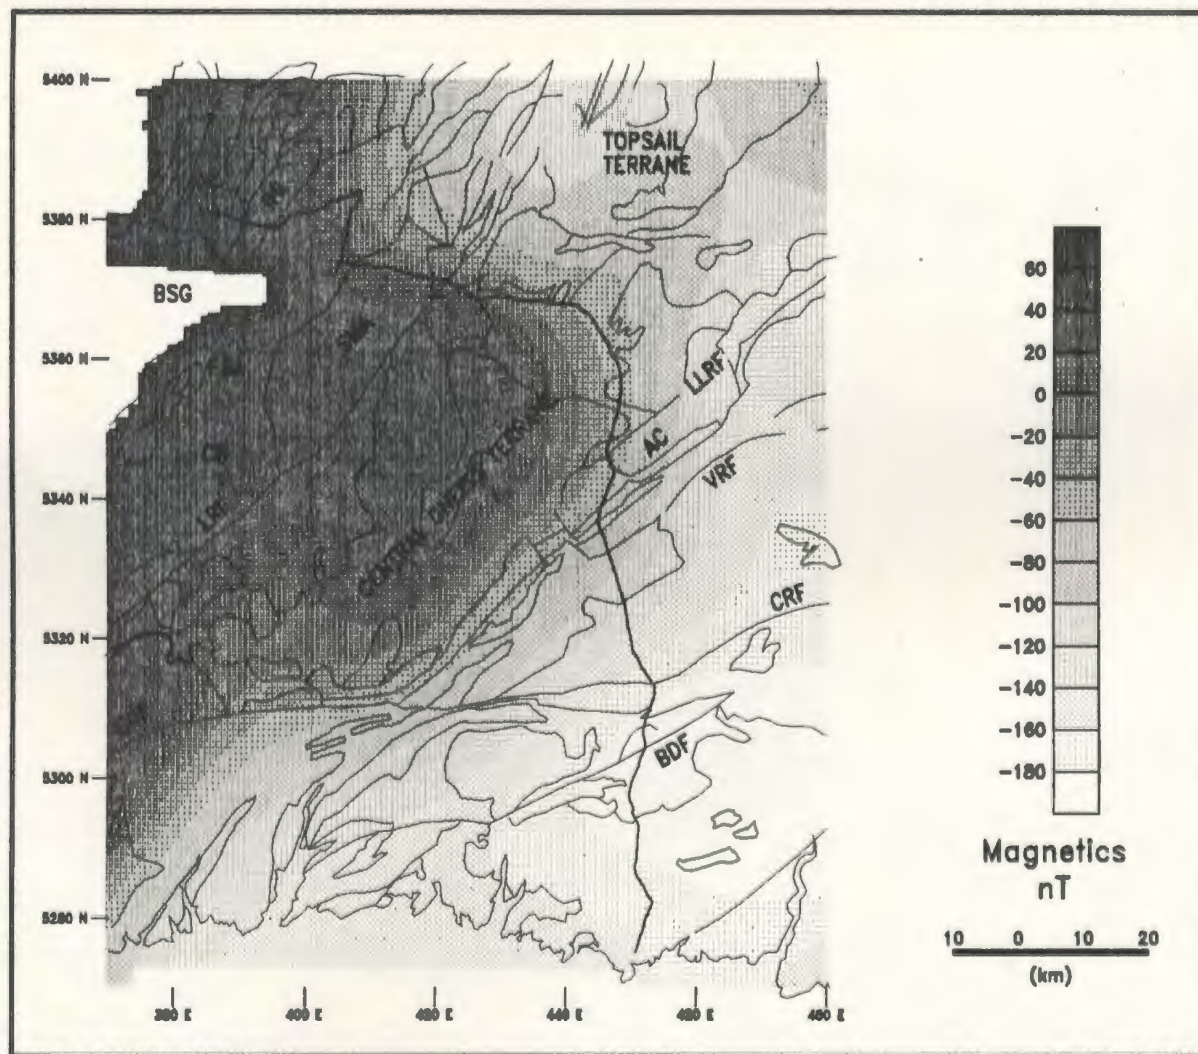 5400 N
TOPSAIL
TERRANE
5380 N
BSG
5360 N
LLRF
AC
VRF
5340 N
LRF
CENTRAL GNEISS TERRANE
CRF
5320 N
BDF
5300 N
5280 N
380 E
400 E
420 E
440 E
460 E
480 E
60
40
20
0
-20
-40
-60
-80
-100
-120
-140
-160
-180
Magnetics
nT
10 0 10 20
(km)